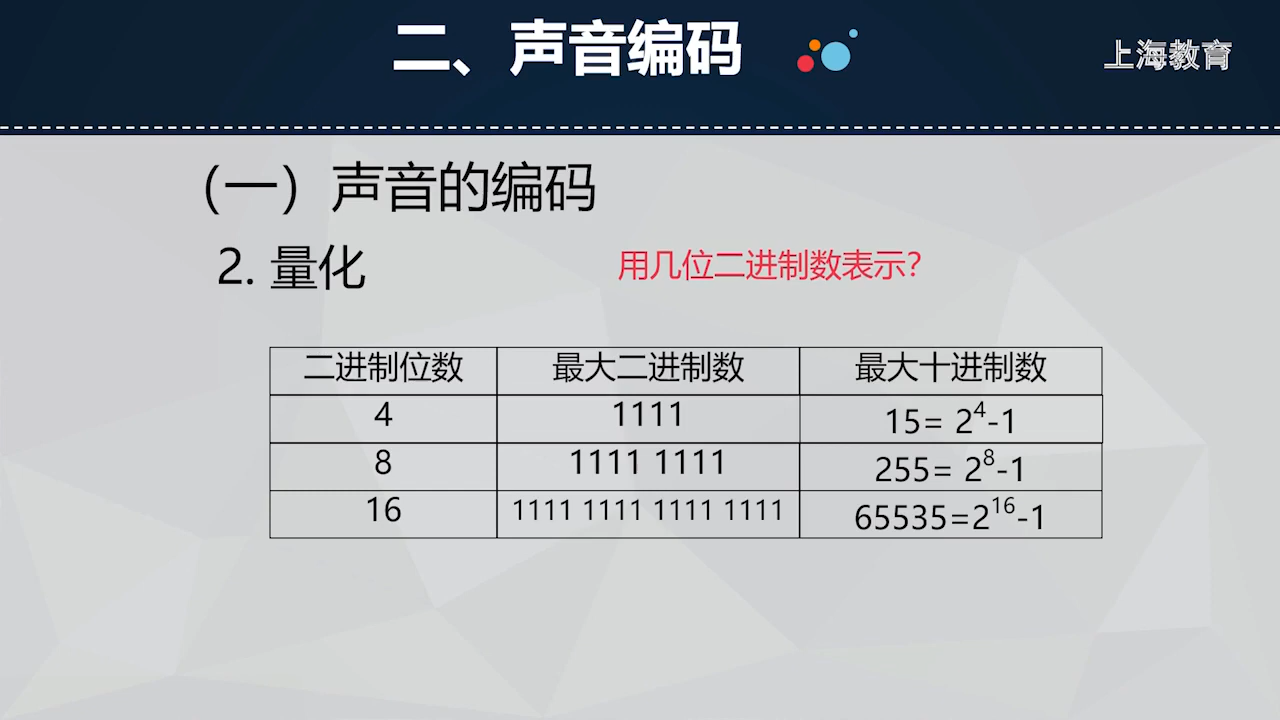 二、声音编码
上海教育
（一）声音的编码
2. 量化
用几位二进制数表示?
二进制位数 最大二进制数 最大十进制数
4 1111 15= 2⁴-1
8 1111 1111 255= 2⁸-1
16 1111 1111 1111 1111 65535=2¹⁶-1